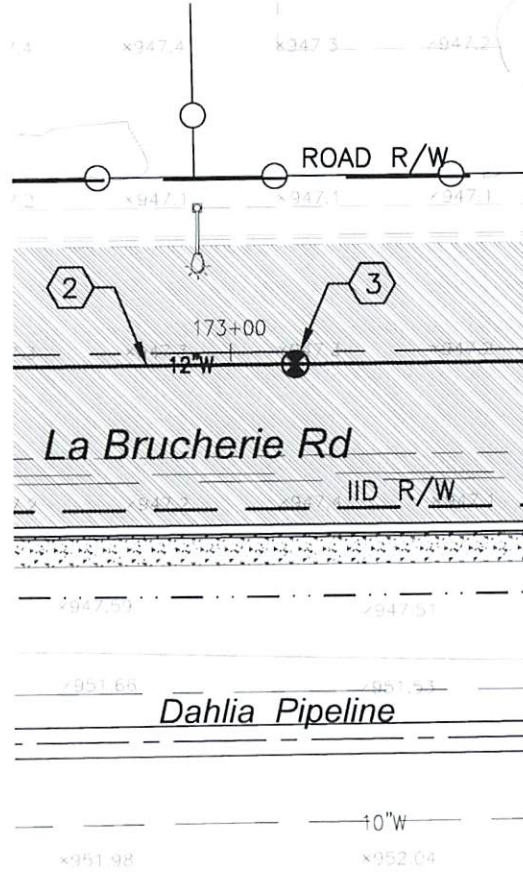 ×947.4 ×947.3 ×947.2
ROAD R/W
×947.1 ×947.1 ×947.1
2 3
173+00
12"W
La Brucherie Rd
IID R/W
×947.2
×947.59 ×947.51
×951.66 ×951.53
Dahlia Pipeline
10"W
×951.98 ×952.04